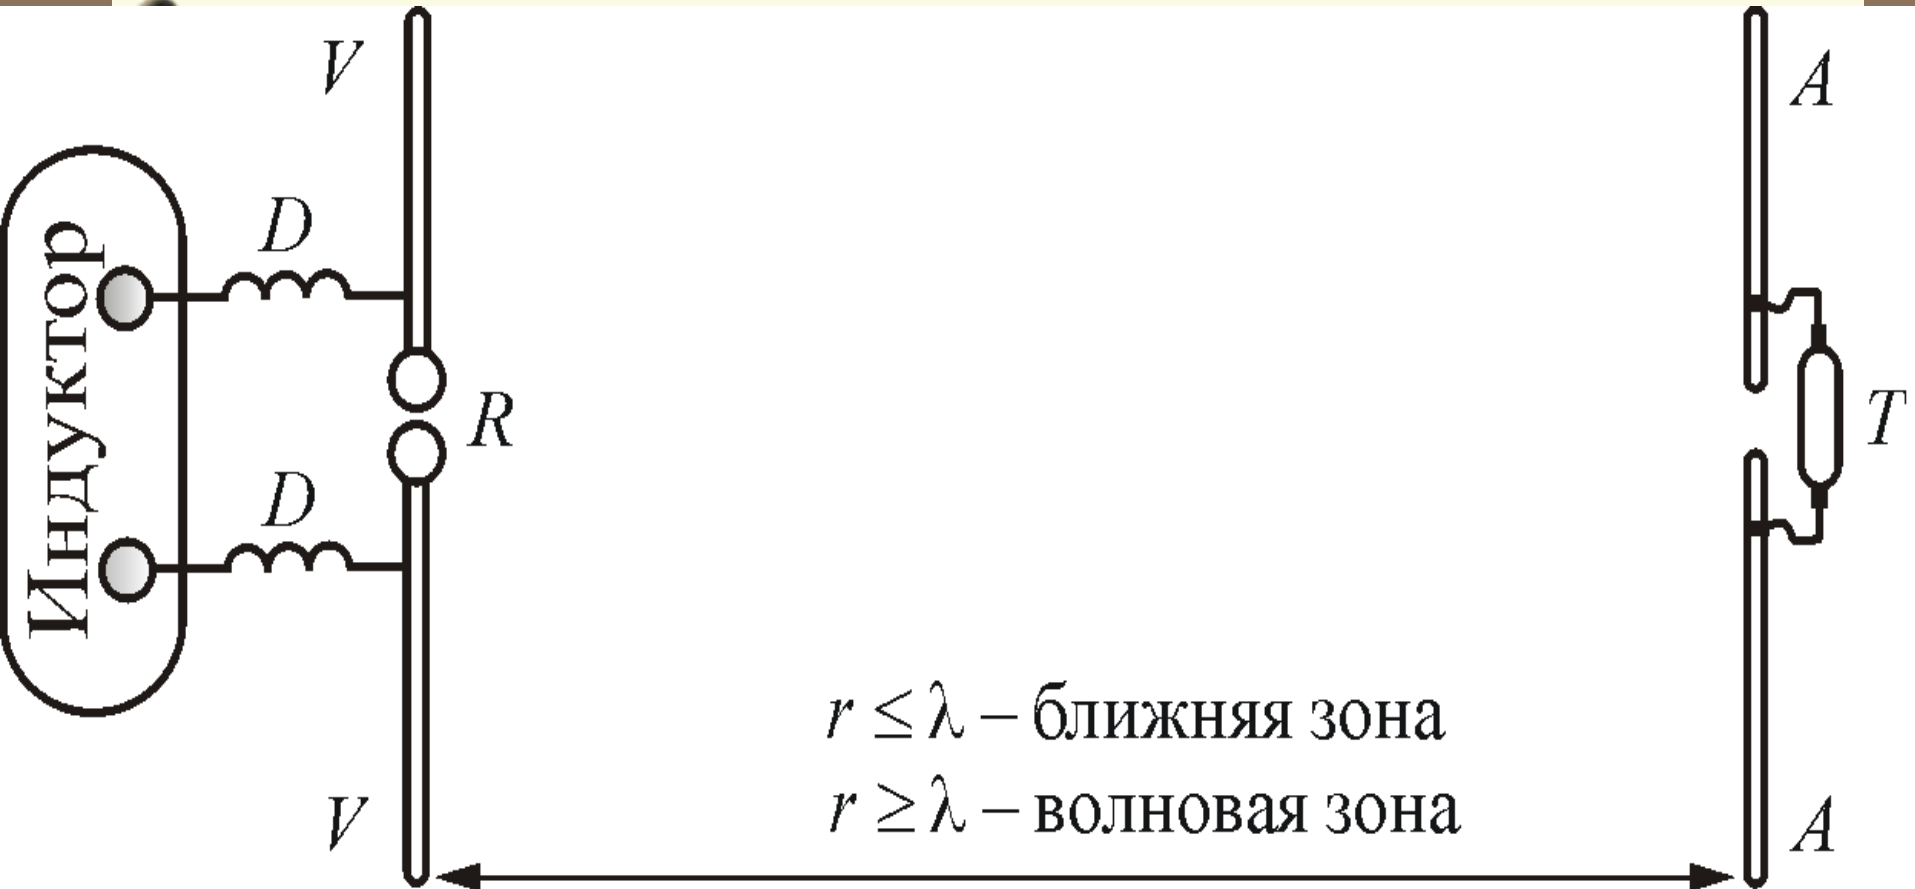 V
A
D
Индуктор
R
T
D
r ≤ λ – ближняя зона
r ≥ λ – волновая зона
V
A